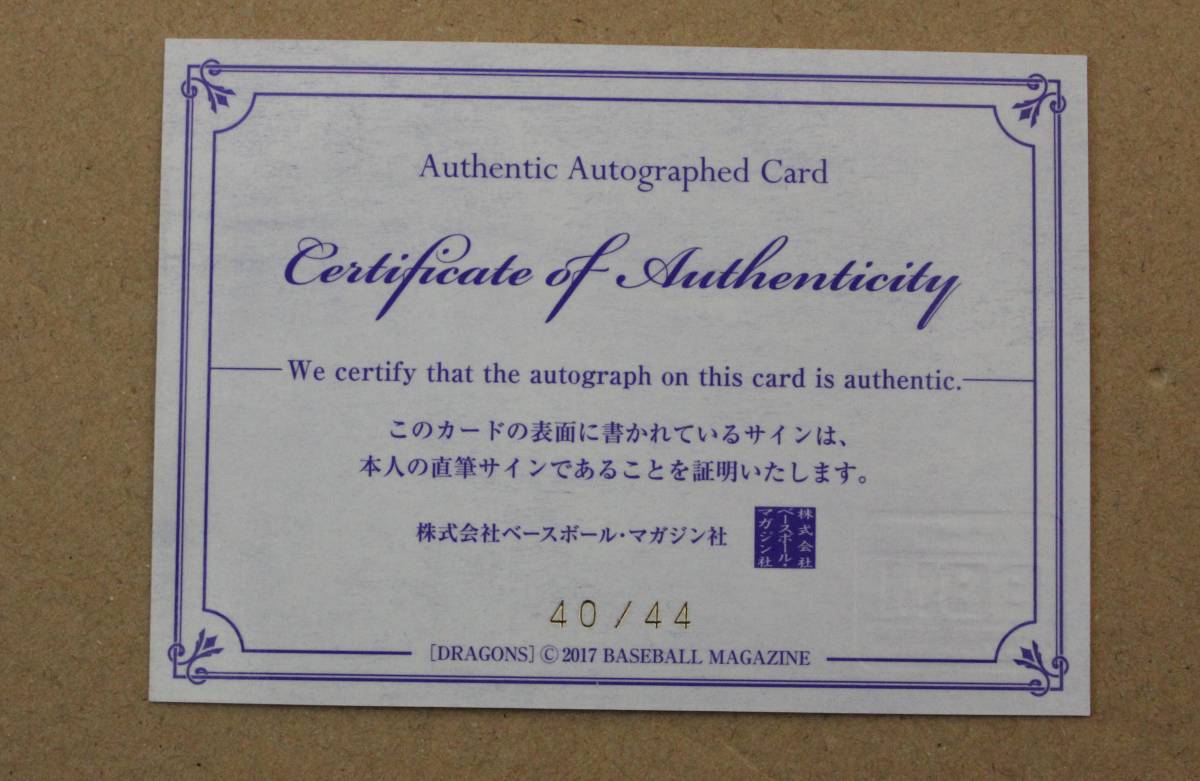 Authentic Autographed Card
Certificate of Authenticity
We certify that the autograph on this card is authentic.
このカードの表面に書かれているサインは、
本人の直筆サインであることを証明いたします。
株式会社ベースボール・マガジン社
株式会社
ベースボール・
マガジン社
40/44
[DRAGONS] © 2017 BASEBALL MAGAZINE